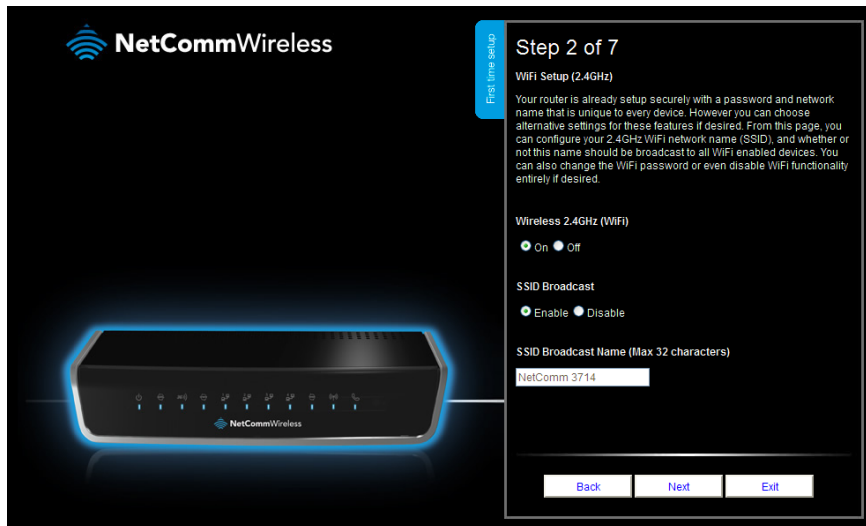 NetCommWireless
First time setup
Step 2 of 7
WiFi Setup (2.4GHz)
Your router is already setup securely with a password and network
name that is unique to every device. However you can choose
alternative settings for these features if desired. From this page, you
can configure your 2.4GHz WiFi network name (SSID), and whether or
not this name should be broadcast to all WiFi enabled devices. You
can also change the WiFi password or even disable WiFi functionality
entirely if desired.
Wireless 2.4GHz (WiFi)
On Off
SSID Broadcast
Enable Disable
SSID Broadcast Name (Max 32 characters)
NetComm 3714
NetCommWireless
Back Next Exit